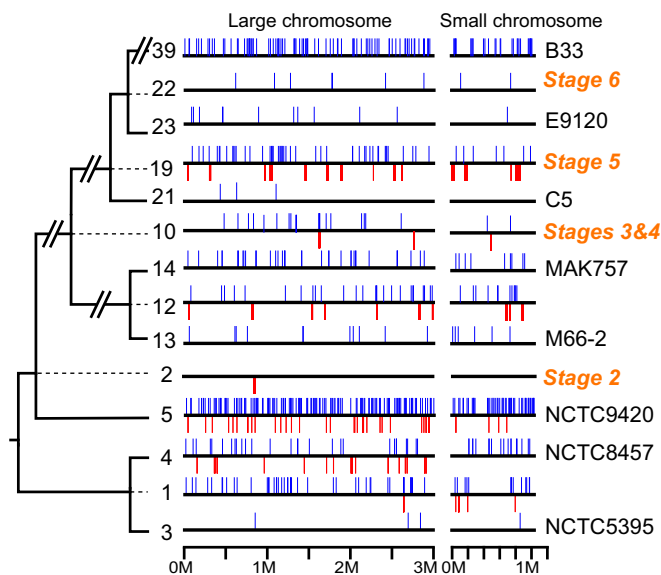 Large chromosome Small chromosome
39 B33
22 Stage 6
23 E9120
19 Stage 5
21 C5
10 Stages 3&4
14 MAK757
12
13 M66-2
2 Stage 2
5 NCTC9420
4 NCTC8457
1
3 NCTC5395
0M 1M 2M 3M 0M 1M